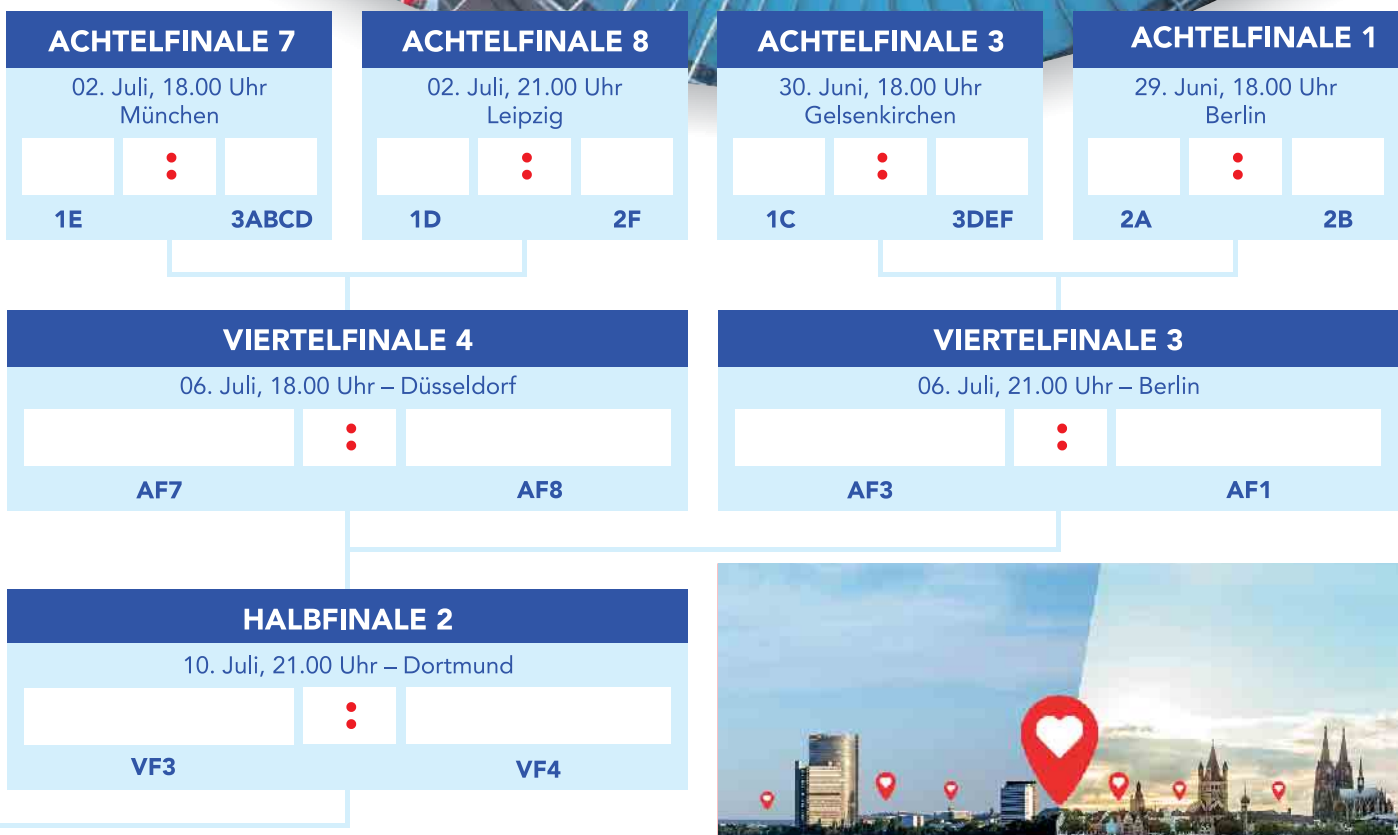 ACHTELFINALE 7
02. Juli, 18.00 Uhr
München
:
1E 3ABCD
ACHTELFINALE 8
02. Juli, 21.00 Uhr
Leipzig
:
1D 2F
ACHTELFINALE 3
30. Juni, 18.00 Uhr
Gelsenkirchen
:
1C 3DEF
ACHTELFINALE 1
29. Juni, 18.00 Uhr
Berlin
:
2A 2B
VIERTELFINALE 4
06. Juli, 18.00 Uhr – Düsseldorf
:
AF7 AF8
VIERTELFINALE 3
06. Juli, 21.00 Uhr – Berlin
:
AF3 AF1
HALBFINALE 2
10. Juli, 21.00 Uhr – Dortmund
:
VF3 VF4